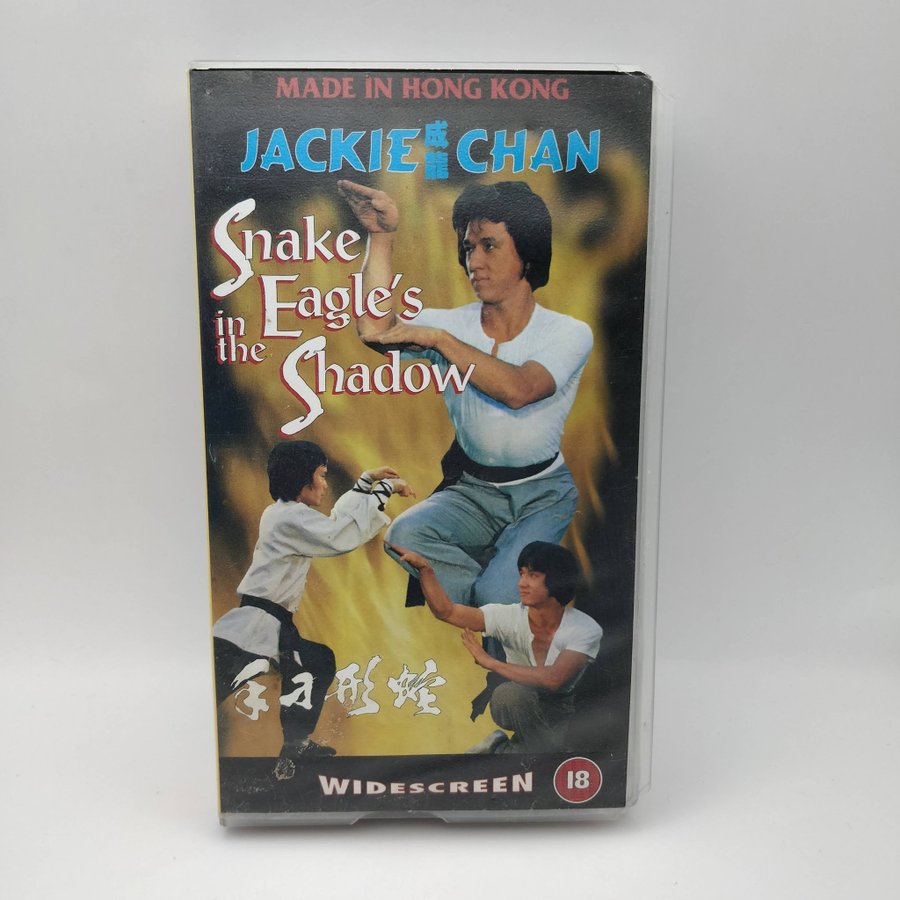 MADE IN HONG KONG
JACKIE 成龍 CHAN
Snake
in the Eagle's
Shadow
手刁形蛇
WIDESCREEN 18